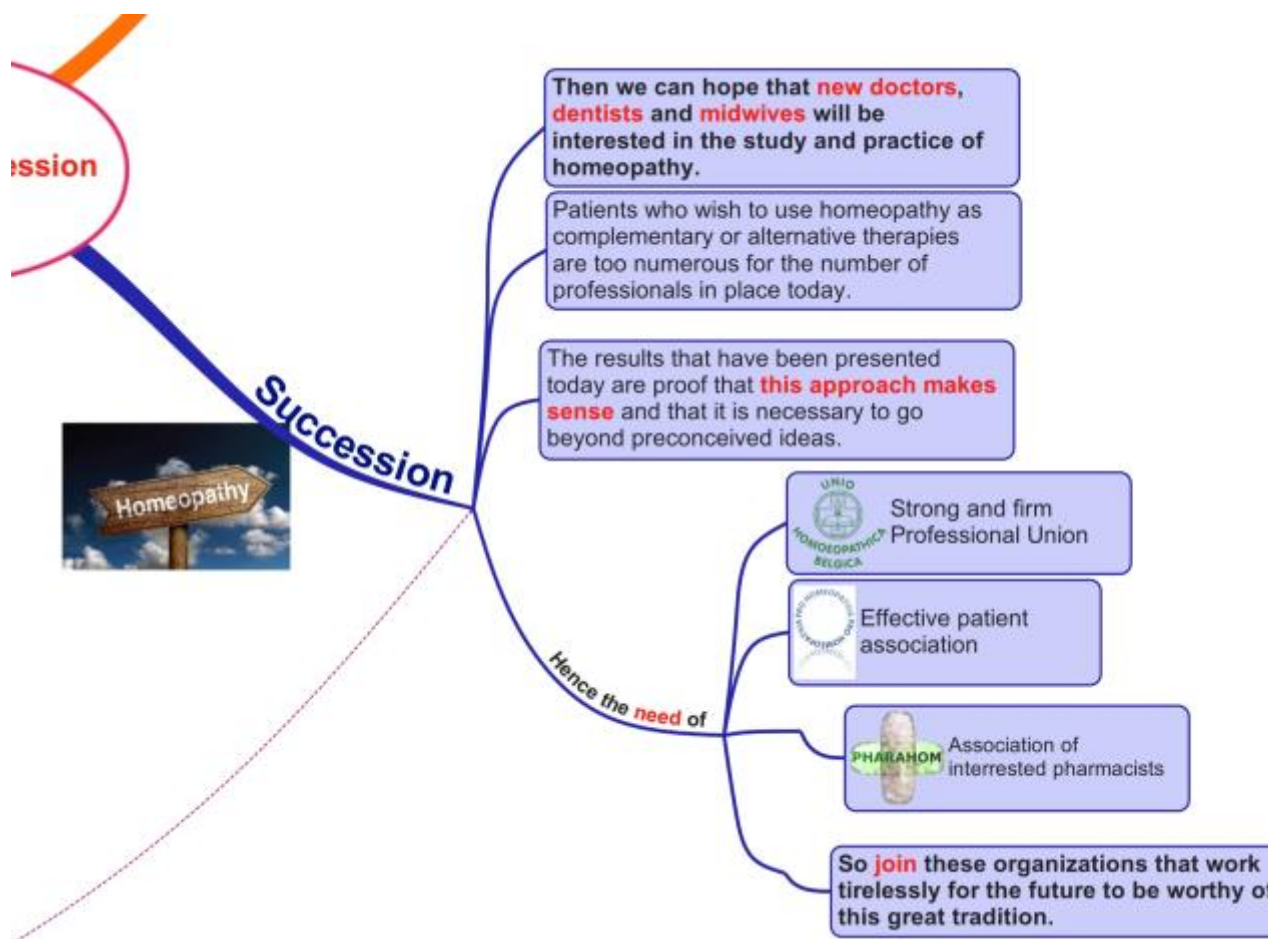 ession
Then we can hope that new doctors,
dentists and midwives will be
interested in the study and practice of
homeopathy.
Patients who wish to use homeopathy as
complementary or alternative therapies
are too numerous for the number of
professionals in place today.
The results that have been presented
today are proof that this approach makes
sense and that it is necessary to go
beyond preconceived ideas.
Succession
Homeopathy
UNIO
HOMOEOPATHICA
BELGICA
Strong and firm
Professional Union
Effective patient
association
Hence the need of
PHARAHOM
Association of
interrested pharmacists
So join these organizations that work
tirelessly for the future to be worthy of
this great tradition.